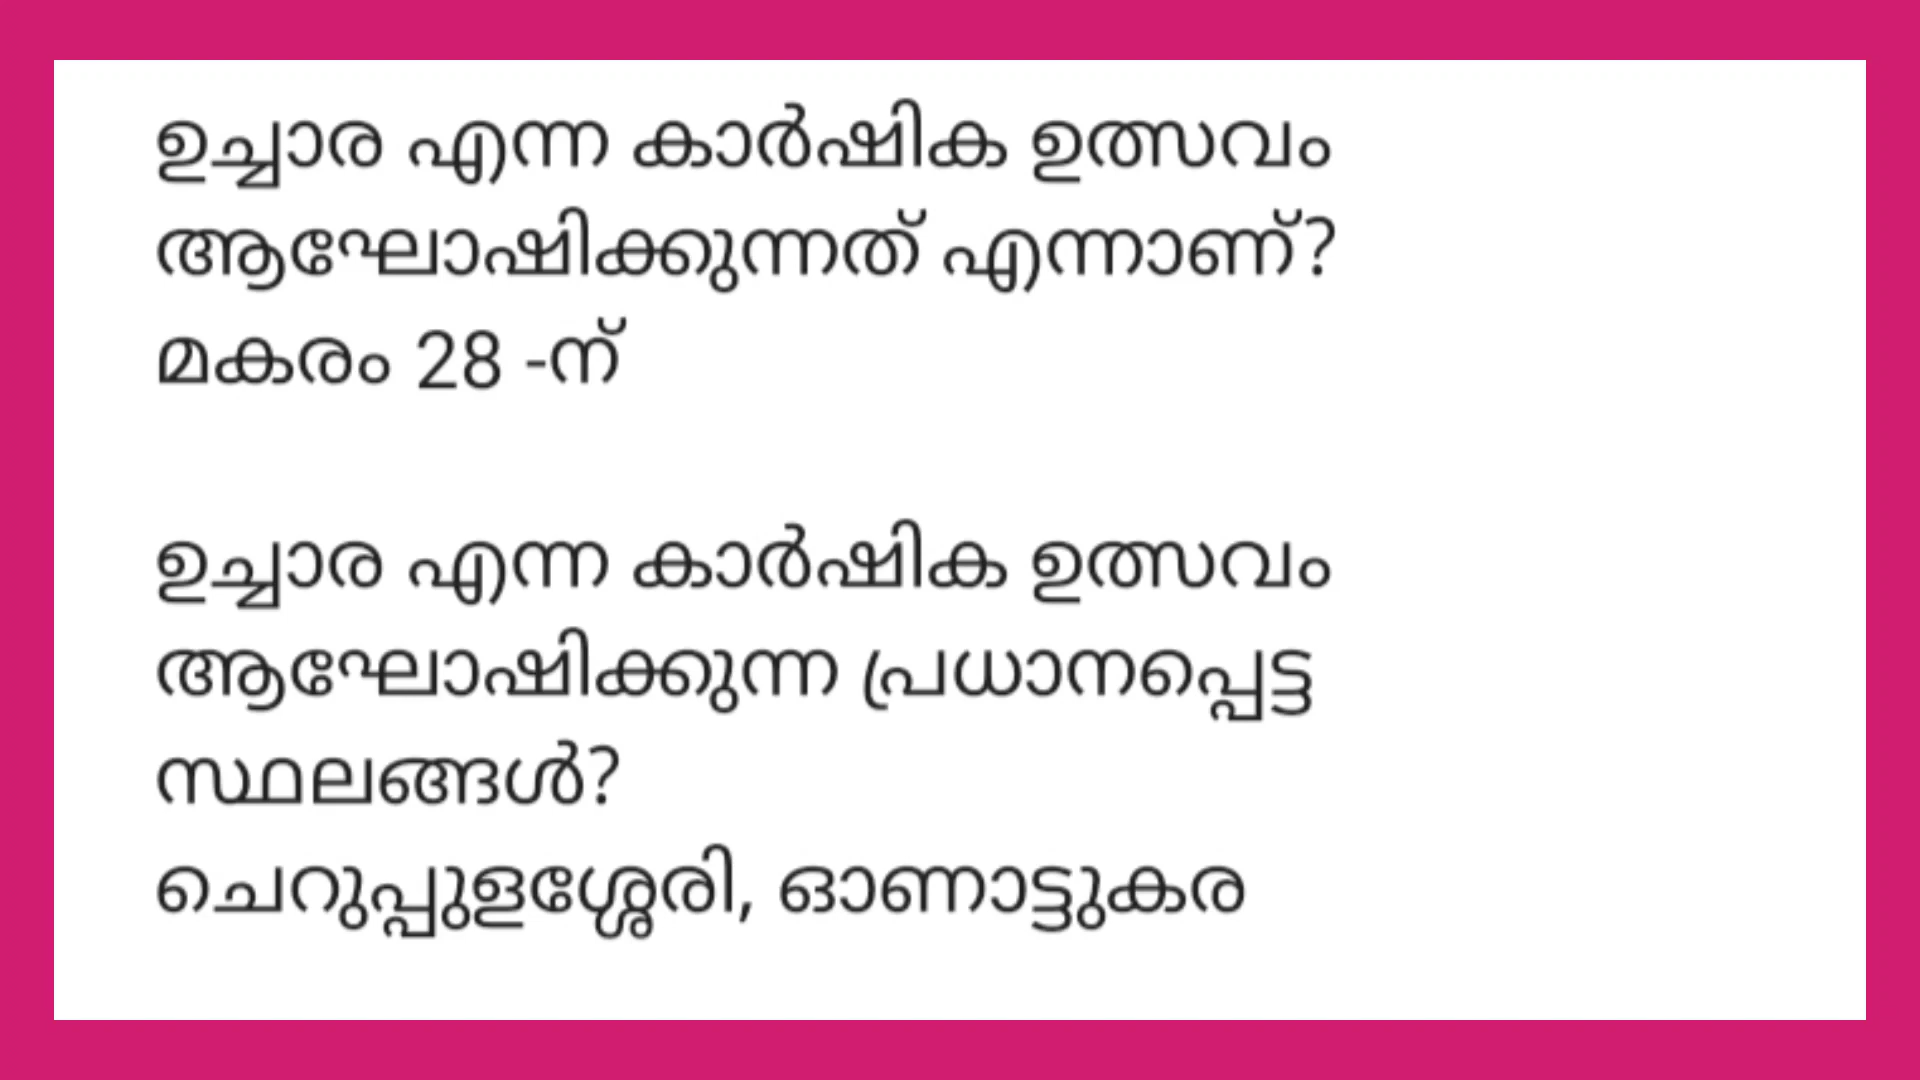 ഉച്ചാര എന്ന കാർഷിക ഉത്സവം
ആഘോഷിക്കുന്നത് എന്നാണ്?
മകരം 28 -ന്
ഉച്ചാര എന്ന കാർഷിക ഉത്സവം
ആഘോഷിക്കുന്ന പ്രധാനപ്പെട്ട
സ്ഥലങ്ങൾ?
ചെറുപ്പുളശ്ശേരി, ഓണാട്ടുകര